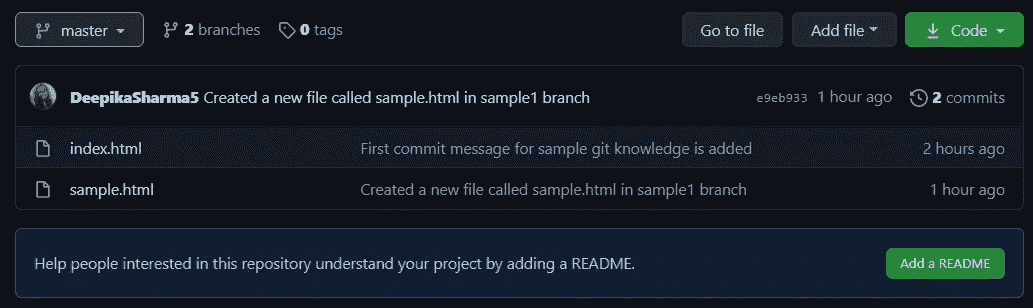 master 2 branches 0 tags Go to file Add file Code
DeepikaSharma5 Created a new file called sample.html in sample1 branch e9eb933 1 hour ago 2 commits
index.html First commit message for sample git knowledge is added 2 hours ago
sample.html Created a new file called sample.html in sample1 branch 1 hour ago
Help people interested in this repository understand your project by adding a README. Add a README